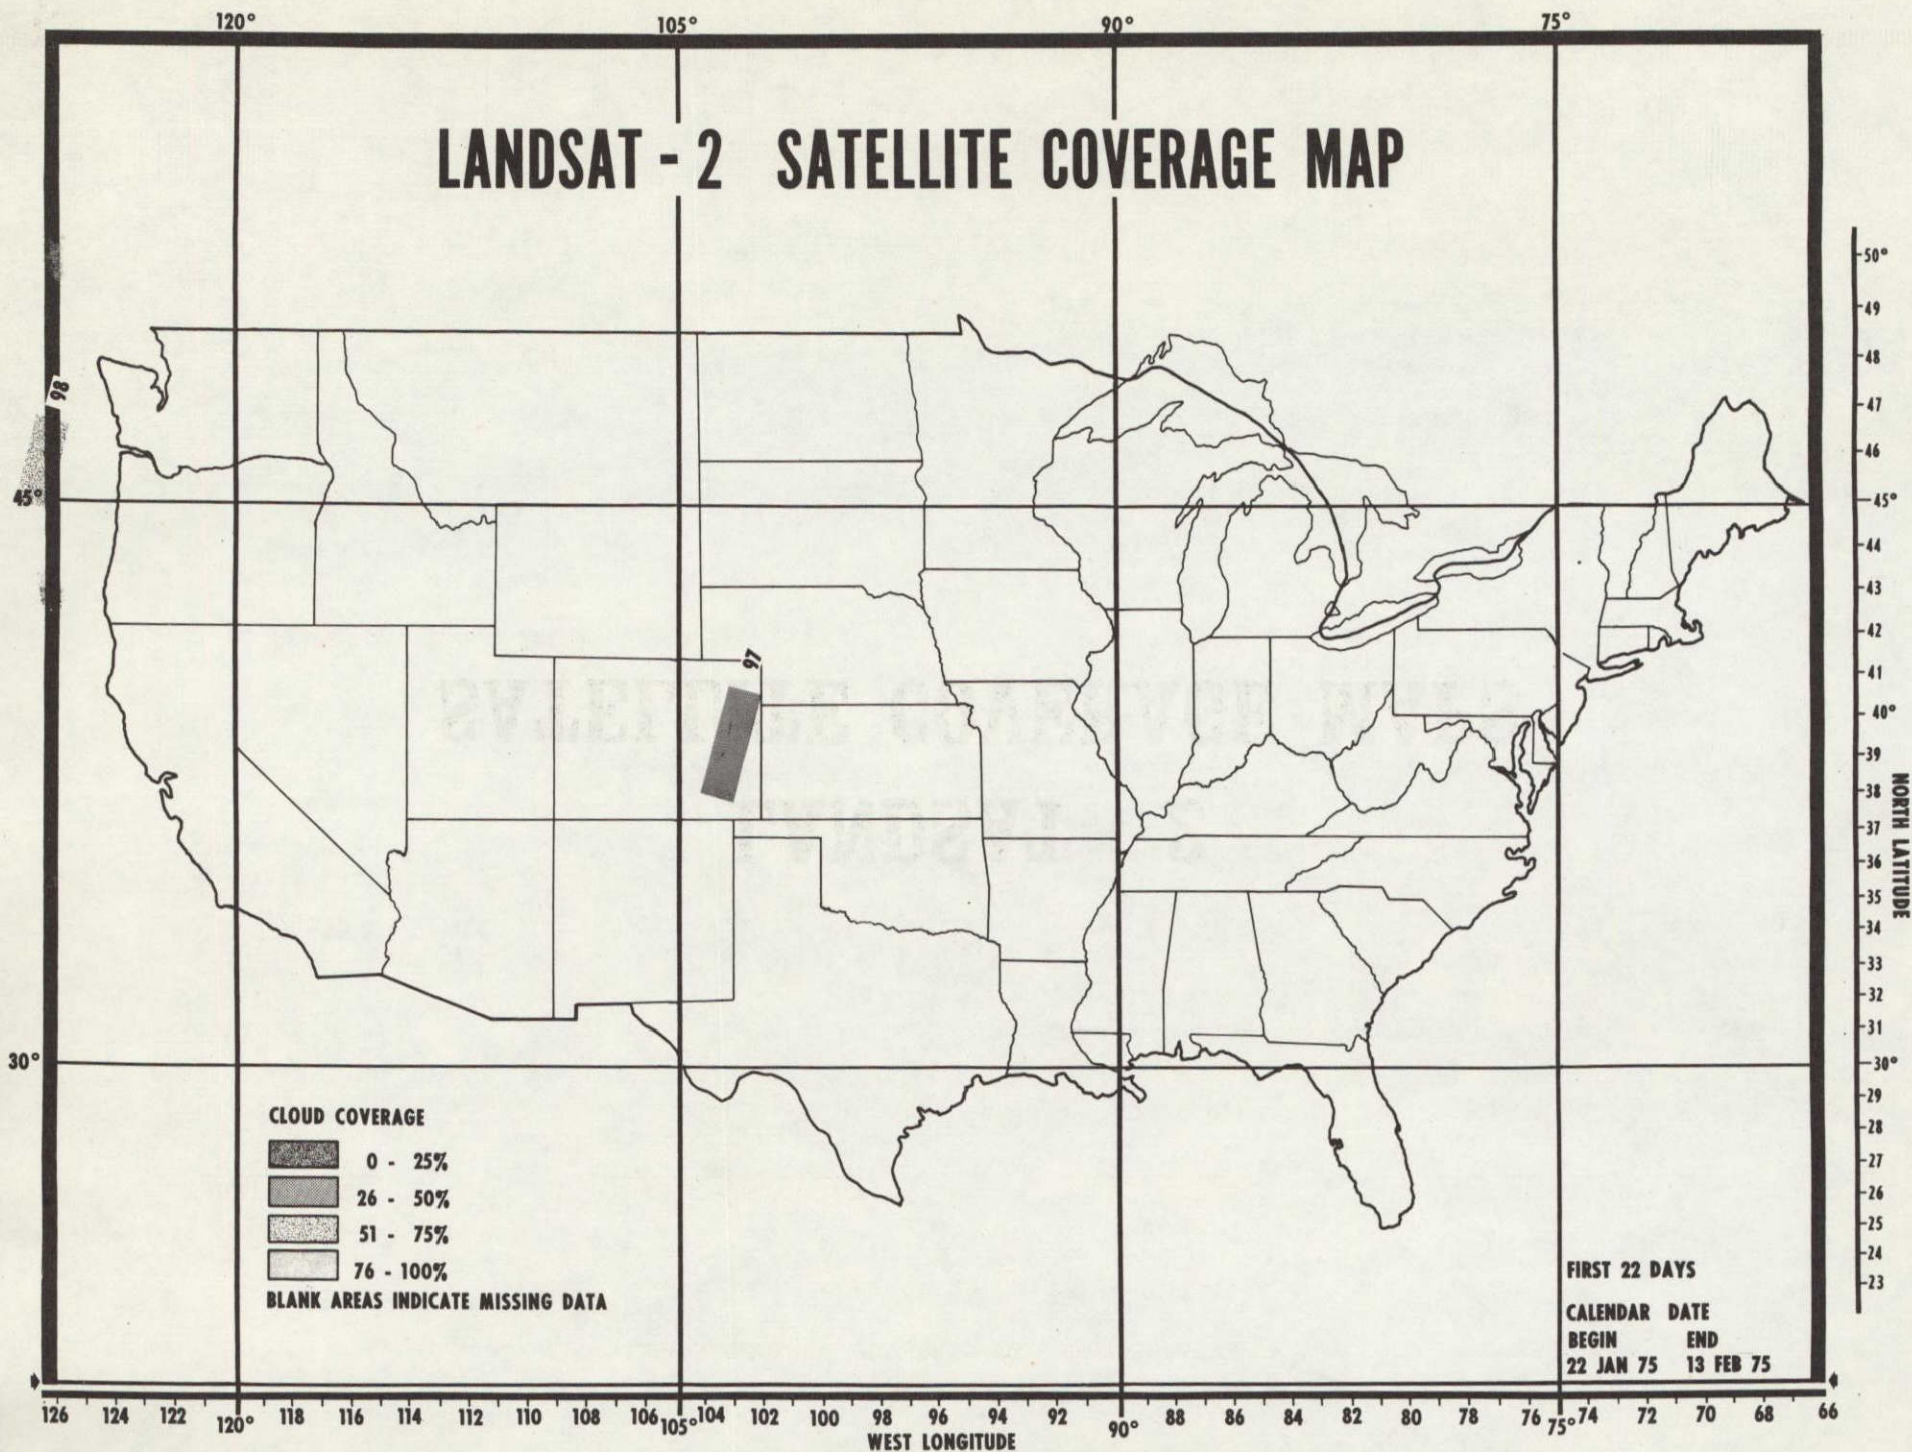 120° 105° 90° 75°
LANDSAT - 2 SATELLITE COVERAGE MAP
50°
49
48
98
47
46
45° 45°
44
43
42
97
41
40°
39
38
37
36
35
34
33
32
31
30° 30°
29
28
27
26
25
24
23
NORTH LATITUDE
CLOUD COVERAGE
0 - 25%
26 - 50%
51 - 75%
76 - 100%
BLANK AREAS INDICATE MISSING DATA
FIRST 22 DAYS
CALENDAR DATE
BEGIN END
22 JAN 75 13 FEB 75
126 124 122 120° 118 116 114 112 110 108 106 105° 104 102 100 98 96 94 92 90° 88 86 84 82 80 78 76 75° 74 72 70 68 66
WEST LONGITUDE